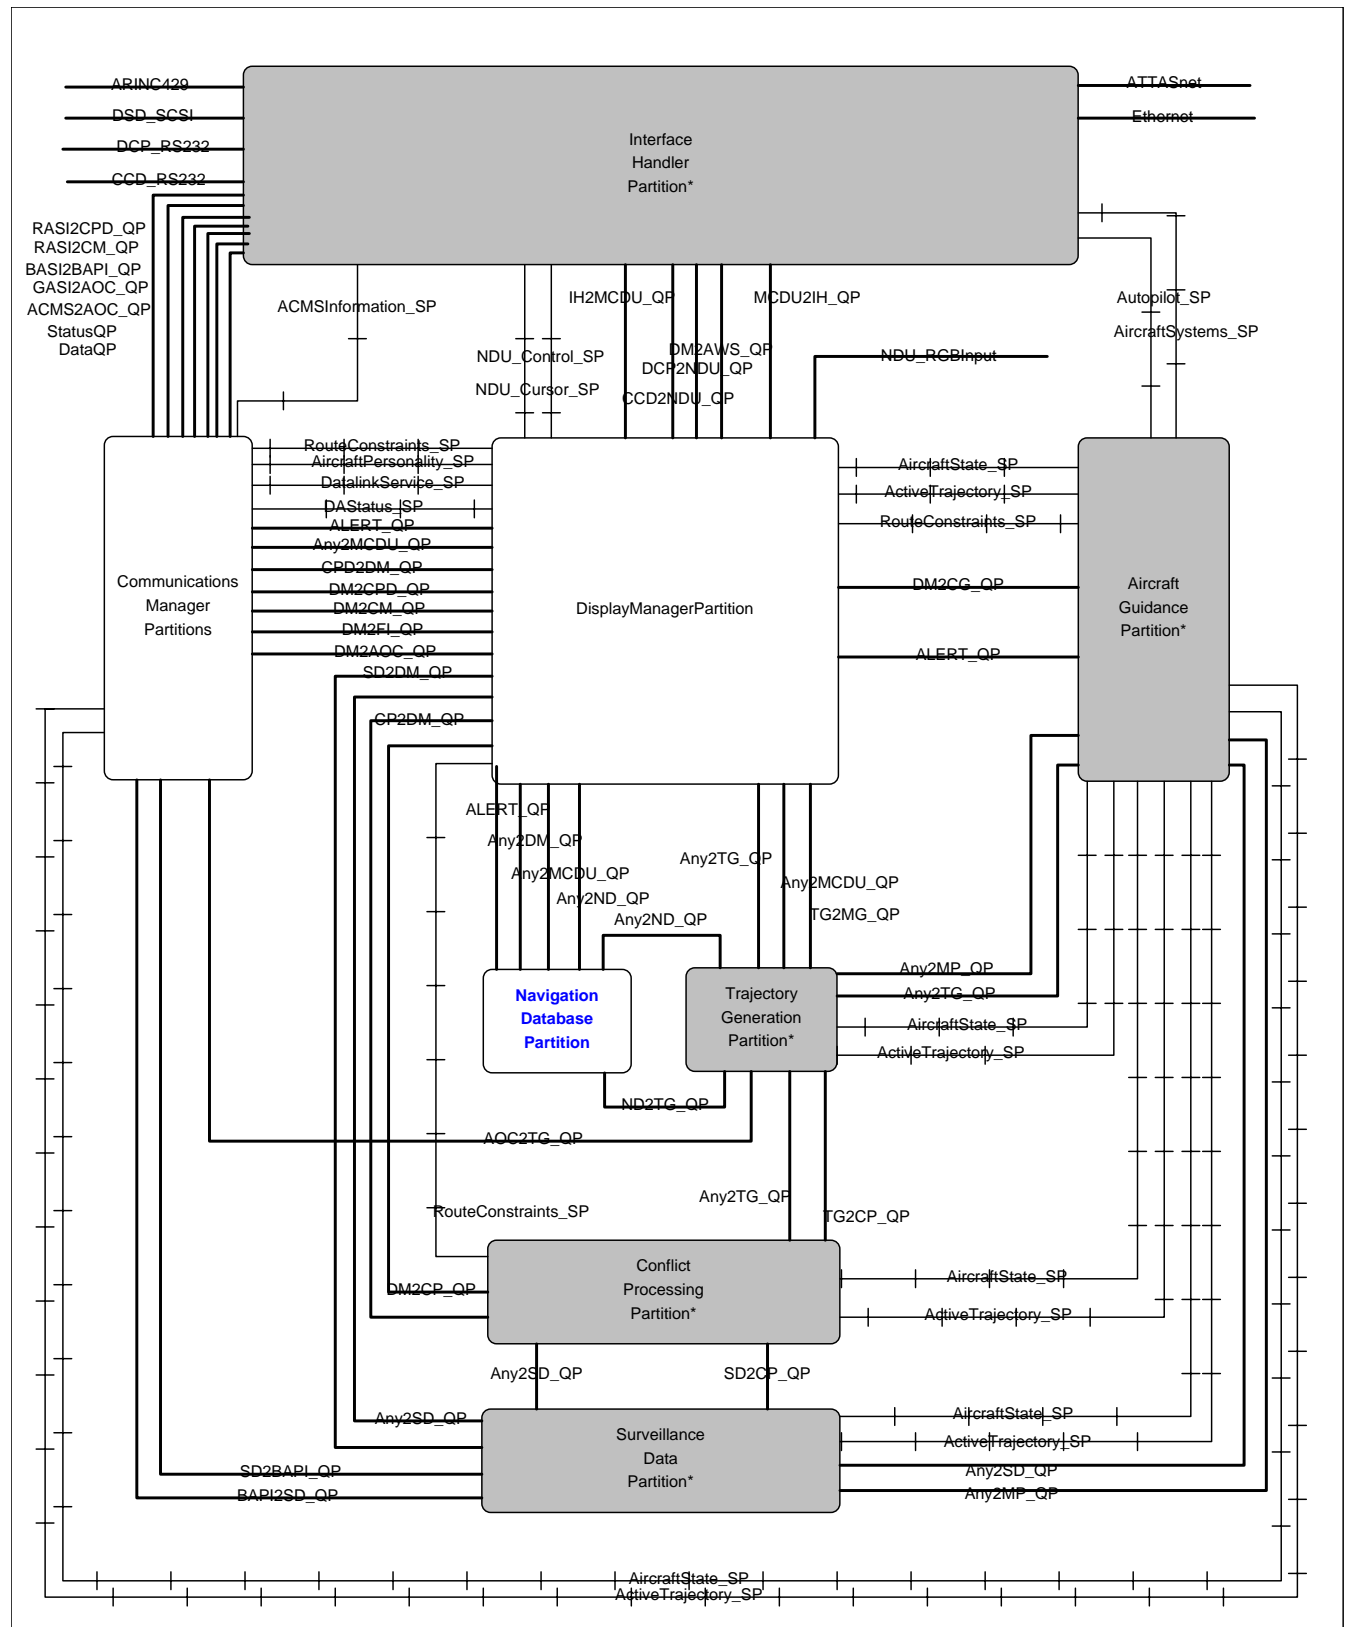 ARINC429
ATTASnet
DSD_SCSI
Ethernet
DCP_RS232
CCD_RS232
Interface
Handler
Partition*
RASI2CPD_QP
RASI2CM_QP
BASI2BAPI_QP
GASI2AOC_QP
ACMS2AOC_QP
StatusQP
DataQP
ACMSInformation_SP
IH2MCDU_QP
MCDU2IH_QP
Autopilot_SP
AircraftSystems_SP
NDU_Control_SP
NDU_Cursor_SP
DM2AWS_QP
DCP2NDU_QP
CCD2NDU_QP
NDU_RGBInput
RouteConstraints_SP
AircraftPersonality_SP
DatalinkService_SP
DAStatus_SP
ALERT_QP
Any2MCDU_QP
CPD2DM_QP
DM2CPD_QP
DM2CM_QP
DM2FI_QP
DM2AOC_QP
SD2DM_QP
CP2DM_QP
Communications
Manager
Partitions
DisplayManagerPartition
AircraftState_SP
ActiveTrajectory_SP
RouteConstraints_SP
DM2CG_QP
ALERT_QP
Aircraft
Guidance
Partition*
ALERT_QP
Any2DM_QP
Any2MCDU_QP
Any2ND_QP
Any2ND_QP
Any2TG_QP
Any2MCDU_QP
TG2MG_QP
Navigation
Database
Partition
Trajectory
Generation
Partition*
Any2MP_QP
Any2TG_QP
AircraftState_SP
ActiveTrajectory_SP
ND2TG_QP
AOC2TG_QP
Any2TG_QP
TG2CP_QP
RouteConstraints_SP
Conflict
Processing
Partition*
DM2CP_QP
AircraftState_SP
ActiveTrajectory_SP
Any2SD_QP
SD2CP_QP
Any2SD_QP
Surveillance
Data
Partition*
AircraftState_SP
ActiveTrajectory_SP
Any2SD_QP
Any2MP_QP
SD2BAPI_QP
BAPI2SD_QP
AircraftState_SP
ActiveTrajectory_SP